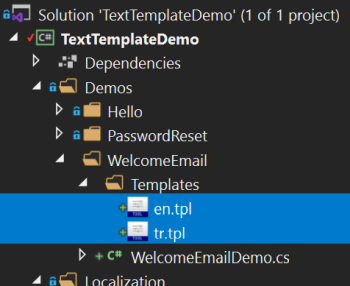 Solution 'TextTemplateDemo' (1 of 1 project)
C# TextTemplateDemo
Dependencies
Demos
Hello
PasswordReset
WelcomeEmail
Templates
en.tpl
tr.tpl
C# WelcomeEmailDemo.cs
Localization